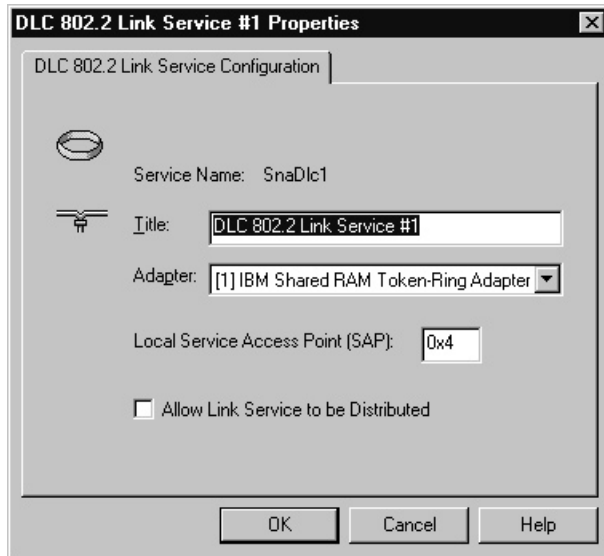 DLC 802.2 Link Service #1 Properties
DLC 802.2 Link Service Configuration
Service Name: SnaDlc1
Title: DLC 802.2 Link Service #1
Adapter: [1] IBM Shared RAM Token-Ring Adapter
Local Service Access Point (SAP): 0x4
Allow Link Service to be Distributed
OK Cancel Help